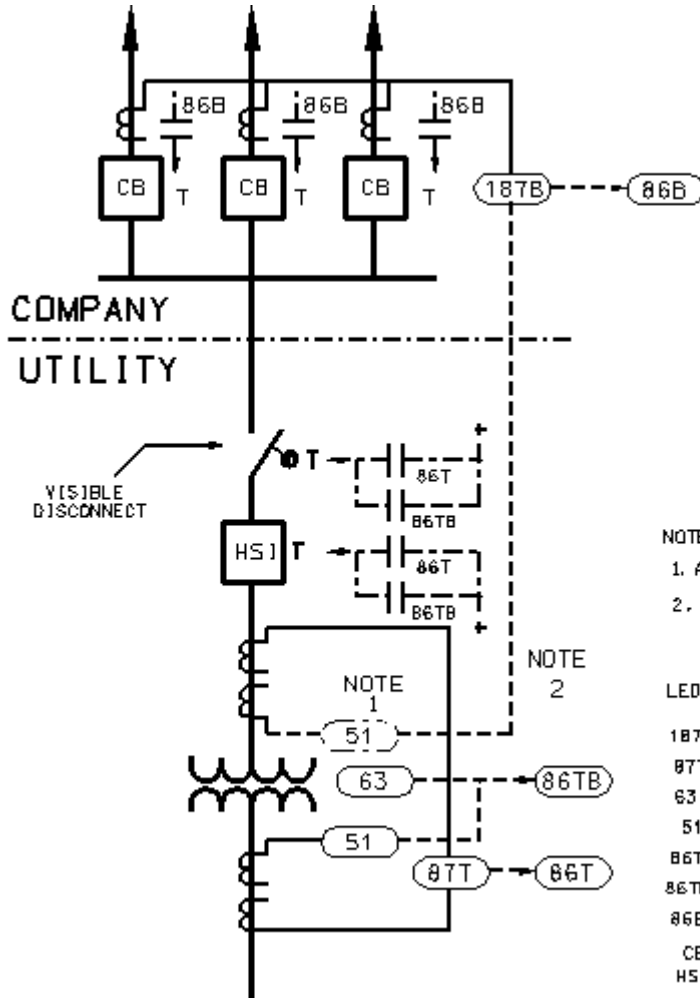 86B 86B 86B
CB T CB T CB T 187B 86B
COMPANY
UTILITY
VISIBLE
DISCONNECT
T
86T
86TB
HSI T
86T
86TB
NOTE
1. A
2.
NOTE
2
NOTE
1
51
63 86TB
51
87T 86T
LEG
187
87T
63
51
86T
86TB
86B
CB
HS